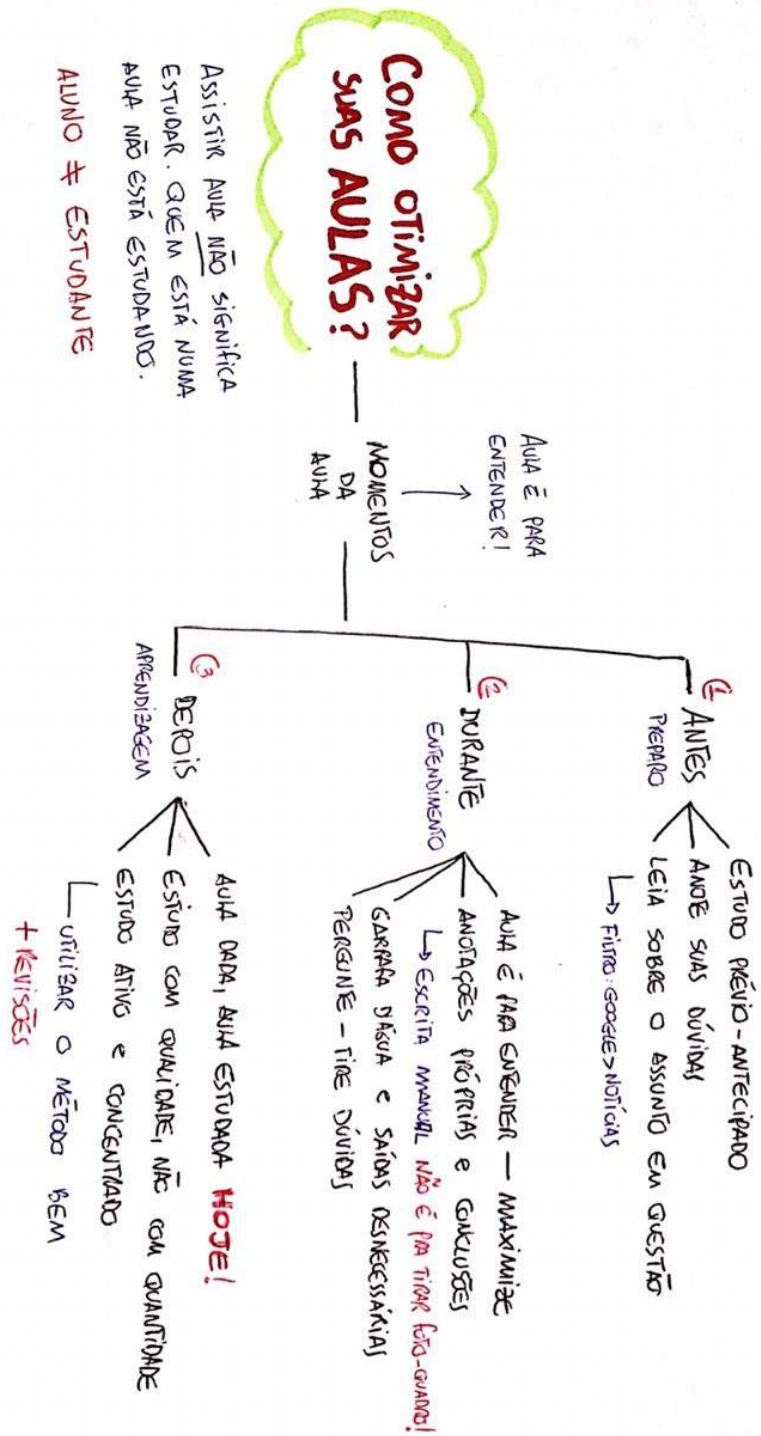 COMO OTIMIZAR
SUAS AULAS?
ASSISTIR AULA NÃO SIGNIFICA
ESTUDAR. QUEM ESTÁ NUMA
AULA NÃO ESTÁ ESTUDANDO.
ALUNO ≠ ESTUDANTE
AULA É PARA
ENTENDER!
MOMENTOS
DA
AULA
(1 ANTES
PREPARO
ESTUDO PRÉVIO - ANTECIPADO
ANOTE SUAS DÚVIDAS
LEIA SOBRE O ASSUNTO EM QUESTÃO
↳ FILTRO: GOOGLE > NOTÍCIAS
(2 DURANTE
ENTENDIMENTO
AULA É PARA ENTENDER — MAXIMIZE
ANOTAÇÕES PRÓPRIAS E CONCLUSÕES
↳ ESCRITA MANUAL NÃO É PRA TIRAR FOTO-QUADRO!
GARRAFA D'ÁGUA E SAÍDAS DESNECESSÁRIAS
PERGUNTE - TIRE DÚVIDAS
(3 DEPOIS
APRENDIZAGEM
AULA DADA, AULA ESTUDADA HOJE!
ESTUDO COM QUALIDADE, NÃO COM QUANTIDADE
ESTUDO ATIVO E CONCENTRADO
UTILIZAR O MÉTODO BEM
+ REVISÕES